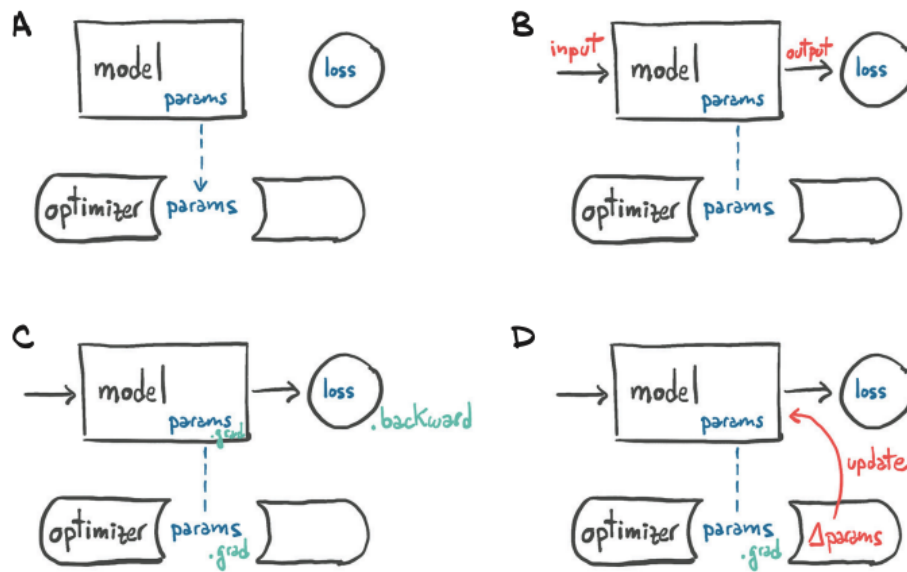 A
model
params
loss
optimizer
params
B
input
model
params
output
loss
optimizer
params
C
model
params
.grad
loss
.backward
optimizer
params
.grad
D
model
params
loss
update
optimizer
params
.grad
Δparams